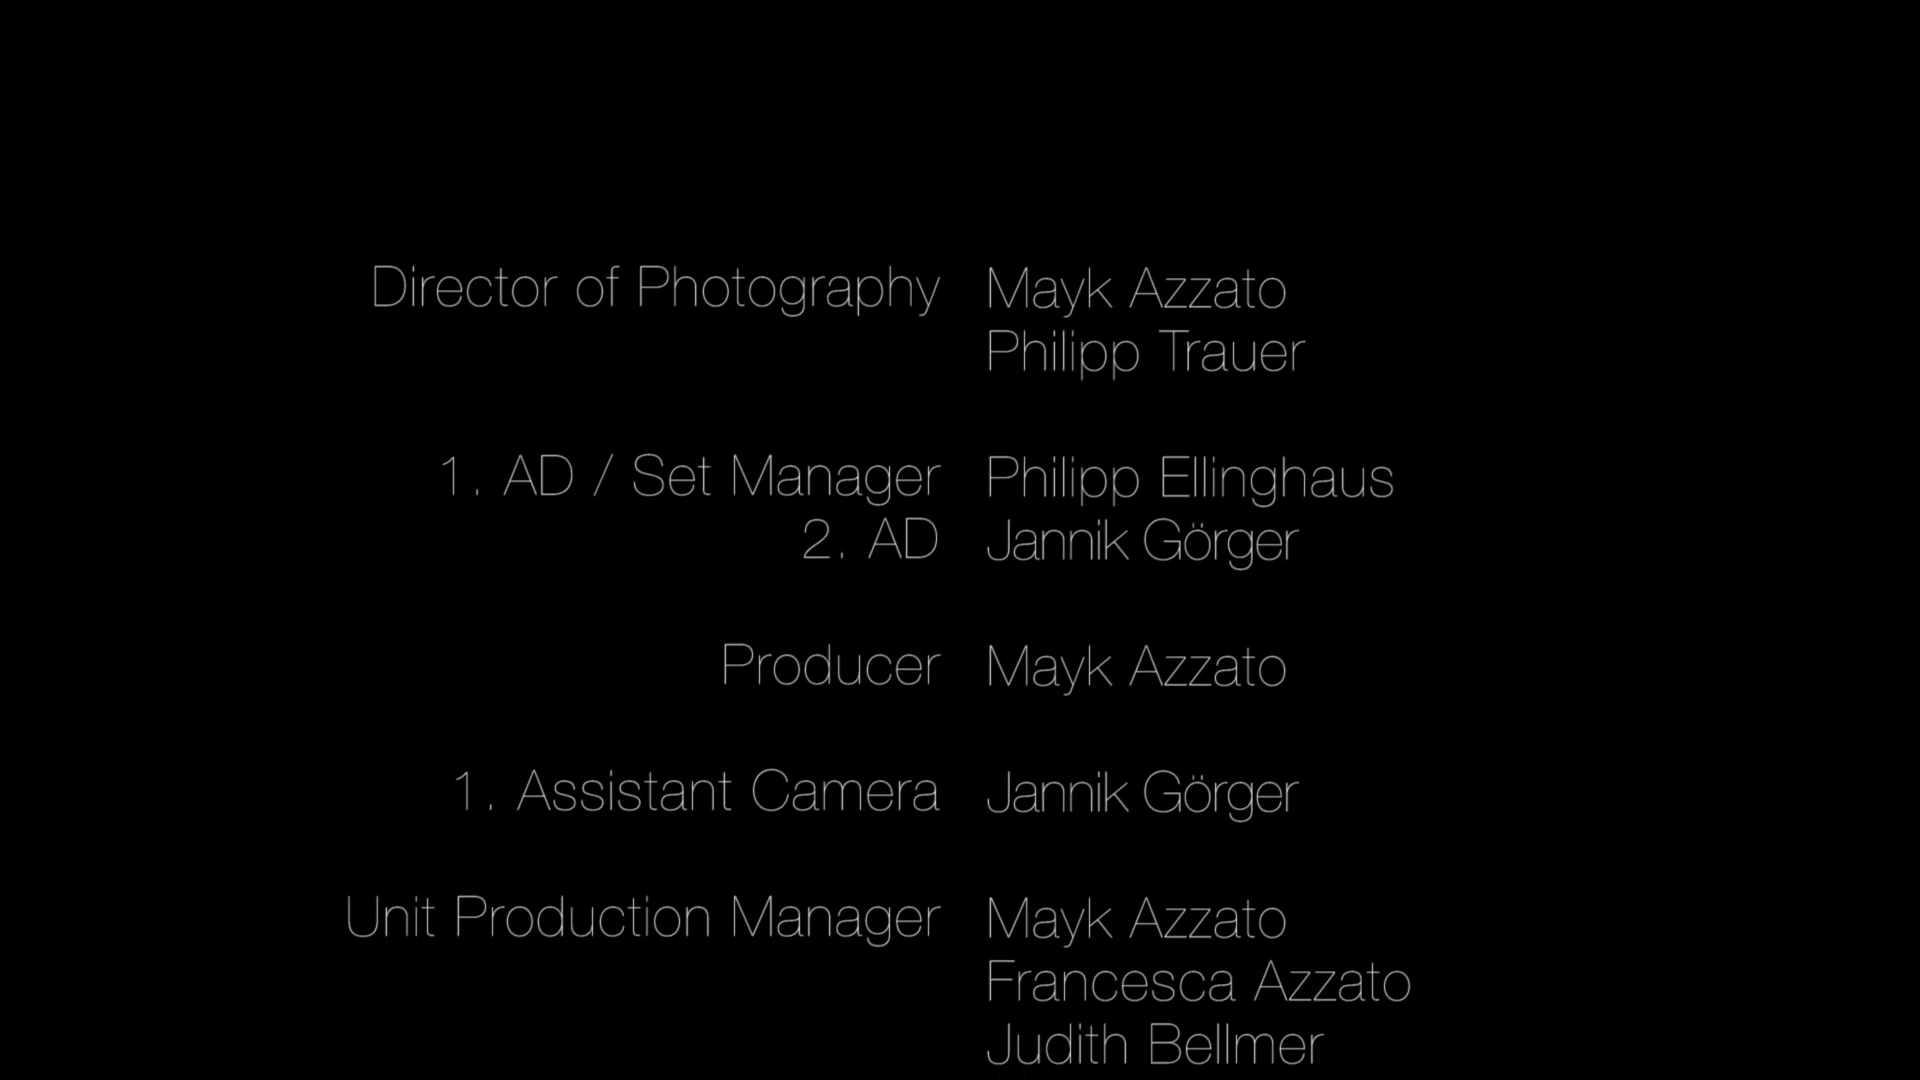 Director of Photography Mayk Azzato
Philipp Trauer
1. AD / Set Manager Philipp Ellinghaus
2. AD Jannik Görger
Producer Mayk Azzato
1. Assistant Camera Jannik Görger
Unit Production Manager Mayk Azzato
Francesca Azzato
Judith Bellmer